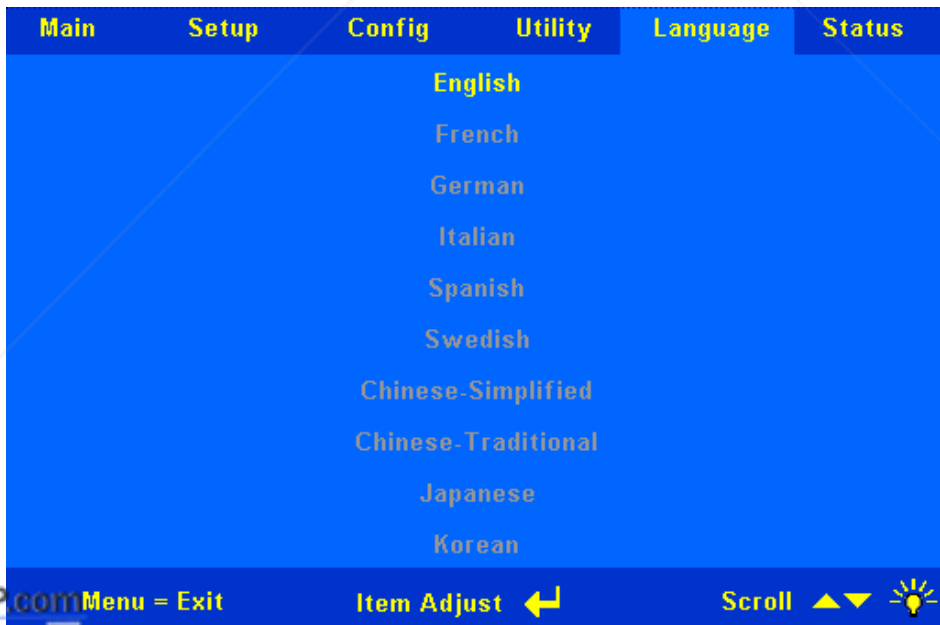 Main Setup Config Utility Language Status
English
French
German
Italian
Spanish
Swedish
Chinese-Simplified
Chinese-Traditional
Japanese
Korean
.com Menu = Exit Item Adjust Scroll